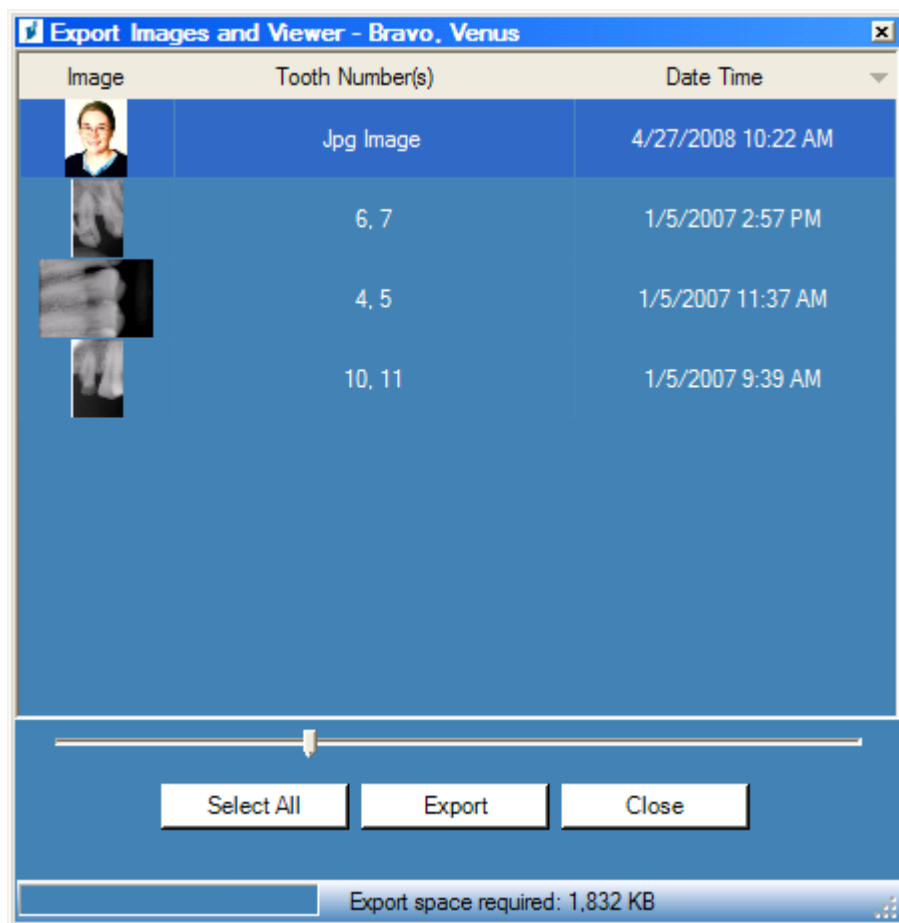 Export Images and Viewer - Bravo, Venus
Image Tooth Number(s) Date Time
Jpg Image 4/27/2008 10:22 AM
6, 7 1/5/2007 2:57 PM
4, 5 1/5/2007 11:37 AM
10, 11 1/5/2007 9:39 AM
Select All Export Close
Export space required: 1,832 KB